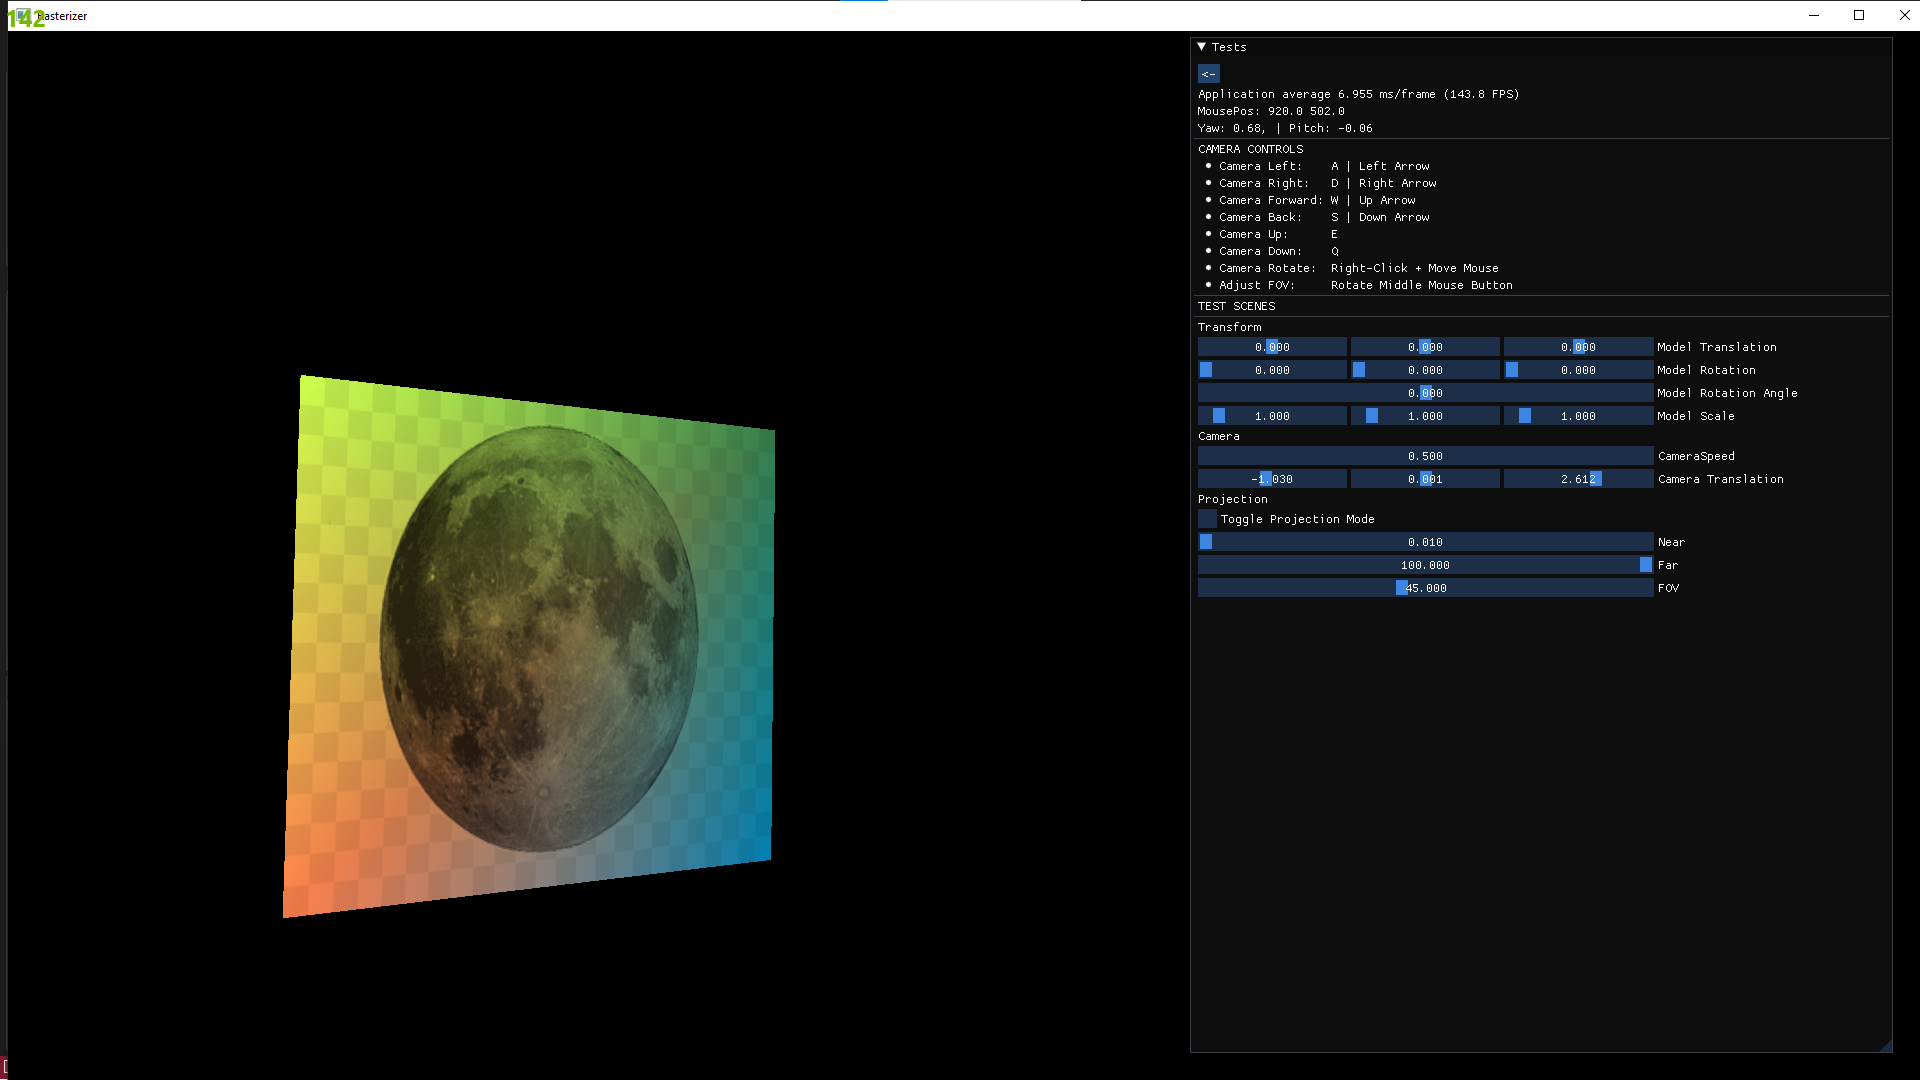 142
Rasterizer
Tests
<-
Application average 6.955 ms/frame (143.8 FPS)
MousePos: 920.0 502.0
Yaw: 0.68, | Pitch: -0.06
CAMERA CONTROLS
Camera Left: A | Left Arrow
Camera Right: D | Right Arrow
Camera Forward: W | Up Arrow
Camera Back: S | Down Arrow
Camera Up: E
Camera Down: Q
Camera Rotate: Right-Click + Move Mouse
Adjust FOV: Rotate Middle Mouse Button
TEST SCENES
Transform
0.000 0.000 0.000 Model Translation
0.000 0.000 0.000 Model Rotation
0.000 Model Rotation Angle
1.000 1.000 1.000 Model Scale
Camera
0.500 CameraSpeed
-1.030 0.001 2.612 Camera Translation
Projection
Toggle Projection Mode
0.010 Near
100.000 Far
45.000 FOV